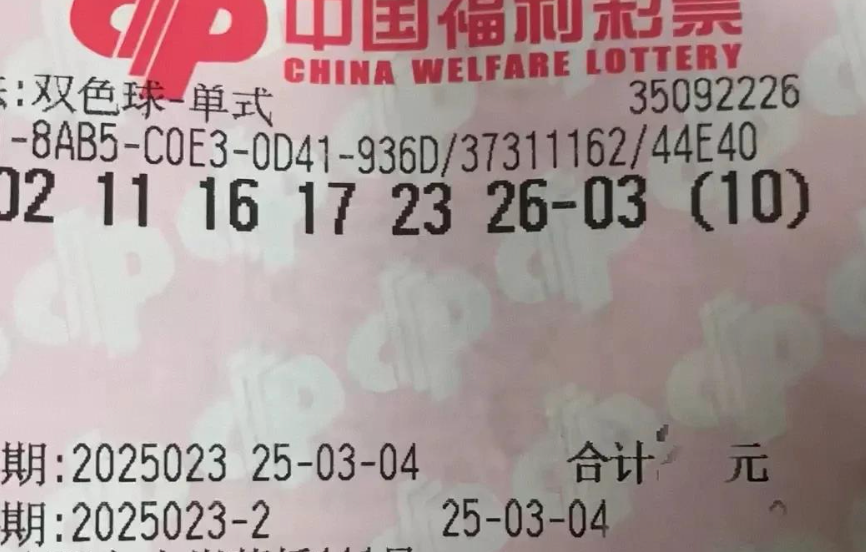 中国福利彩票
CHINA WELFARE LOTTERY
:双色球-单式 35092226
-8AB5-C0E3-0D41-936D/37311162/44E40
02 11 16 17 23 26-03 (10)
期:2025023 25-03-04 合计 元
期:2025023-2 25-03-04